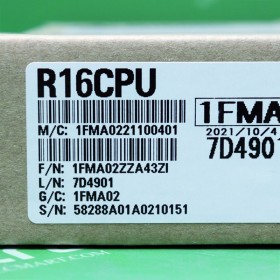 R16CPU
M/C: 1FMA0221100401
1FMA
2021/10/4
7D4901
F/N: 1FMA02ZZA43ZI
L/N: 7D4901
G/C: 1FMA02
S/N: 58288A01A0210151